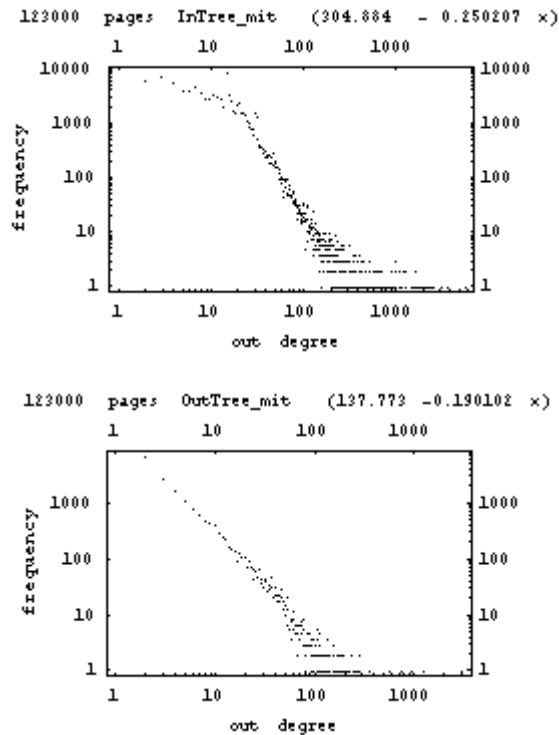 123000 pages InTree_mit (304.884 - 0.250207 x)
1 10 100 1000
10000 10000
1000 1000
100 100
10 10
1 1
frequency
1 10 100 1000
out degree
123000 pages OutTree_mit (137.773 -0.190102 x)
1 10 100 1000
1000 1000
100 100
10 10
1 1
frequency
1 10 100 1000
out degree